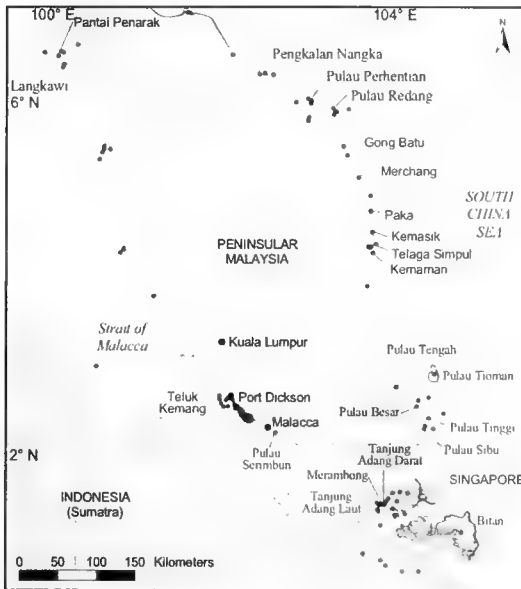 100° E
104° E
Pantai Penarak
N
Pengkalan Nangka
Langkawi
Pulau Perhentian
6° N
Pulau Redang
Gong Batu
Merchang
SOUTH
CHINA
SEA
Paka
Kemasik
PENINSULAR
MALAYSIA
Telaga Simpul
Kemaman
Strait of
Malacca
Kuala Lumpur
Pulau Tengah
Pulau Tioman
Teluk
Kemang
Port Dickson
Pulau Besar
Malacca
Pulau Tinggi
Pulau
Serimbun
Tanjung
Adang Darat
Pulau Sibu
2° N
Merambong
SINGAPORE
INDONESIA
(Sumatra)
Tanjung
Adang Laut
Bitan
0 50 100 150 Kilometers